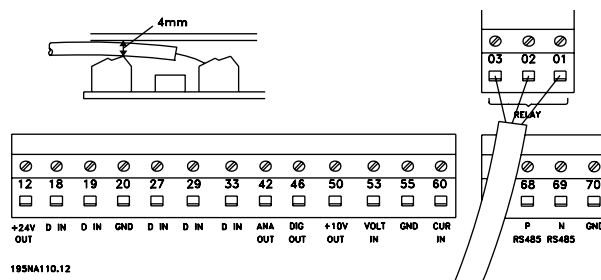 4mm
03 02 01
RELAY
12 18 19 20 27 29 33 42 46 50 53 55 60
+24V OUT D IN D IN GND D IN D IN D IN ANA OUT DIG OUT +10V OUT VOLT IN GND CUR IN
68 69 70
P RS485 N RS485 GND
195NA110.12